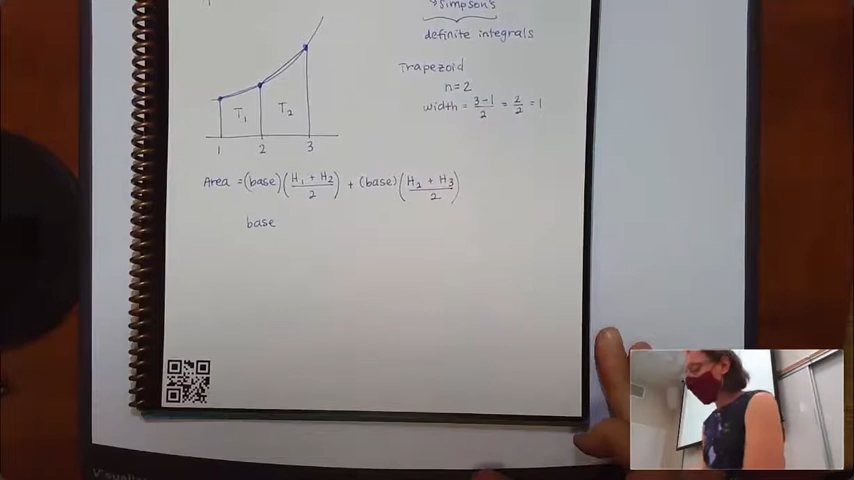 Simpson's
definite integrals
Trapezoid
n=2
width = 3-1/2 = 2/2 = 1
T1 T2
1 2 3
Area = (base)(H1 + H2/2) + (base)(H2 + H3/2)
base